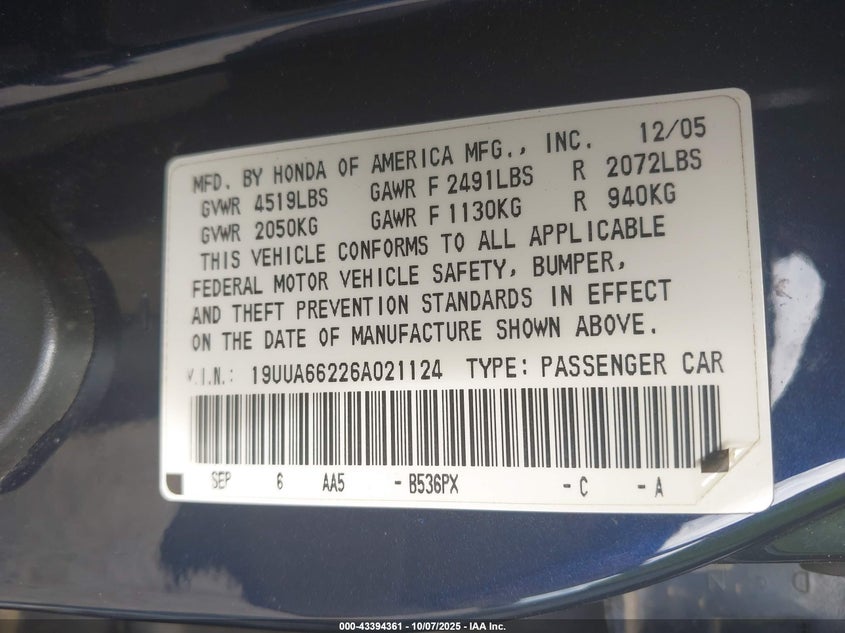 MFD. BY HONDA OF AMERICA MFG., INC. 12/05
GVWR 4519LBS GAWR F 2491LBS R 2072LBS
GVWR 2050KG GAWR F 1130KG R 940KG
THIS VEHICLE CONFORMS TO ALL APPLICABLE
FEDERAL MOTOR VEHICLE SAFETY, BUMPER,
AND THEFT PREVENTION STANDARDS IN EFFECT
ON THE DATE OF MANUFACTURE SHOWN ABOVE.
V.I.N.: 19UUA66226A021124 TYPE: PASSENGER CAR
SEP 6 AA5 - B536PX - C - A
000-43394361 - 10/07/2025 - IAA Inc.